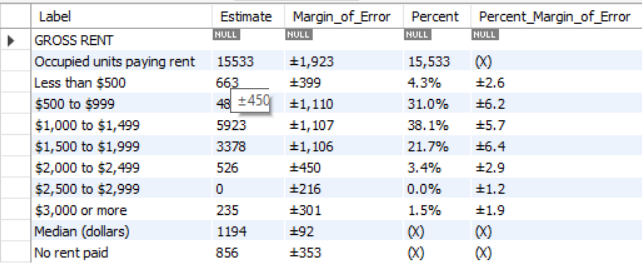 Label Estimate Margin_of_Error Percent Percent_Margin_of_Error
GROSS RENT NULL NULL NULL NULL
Occupied units paying rent 15533 ±1,923 15,533 (X)
Less than $500 663 ±399 4.3% ±2.6
$500 to $999 48 ±450 ±1,110 31.0% ±6.2
$1,000 to $1,499 5923 ±1,107 38.1% ±5.7
$1,500 to $1,999 3378 ±1,106 21.7% ±6.4
$2,000 to $2,499 526 ±450 3.4% ±2.9
$2,500 to $2,999 0 ±216 0.0% ±1.2
$3,000 or more 235 ±301 1.5% ±1.9
Median (dollars) 1194 ±92 (X) (X)
No rent paid 856 ±353 (X) (X)